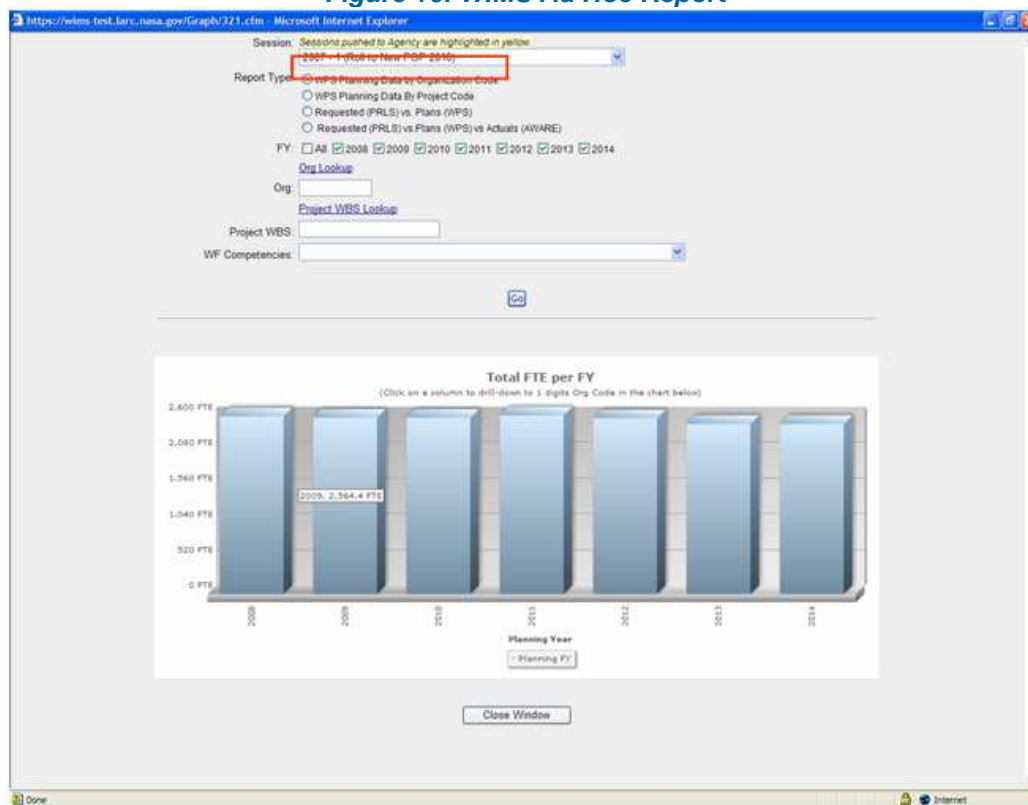 Figure 10. WIMS Ad Hoc Report
https://wims-test.larc.nasa.gov/Graph/321.cfm - Microsoft Internet Explorer
Session: Sessions pushed to Agency are highlighted in yellow.
2007 - 1 (Roll to New PGP 2010)
Report Type: WPS Planning Data by Organization Code
WPS Planning Data By Project Code
Requested (PRLS) vs. Plans (WPS)
Requested (PRLS) vs Plans (WPS) vs Actuals (AWARE)
FY: All 2008 2009 2010 2011 2012 2013 2014
Org Lookup
Org:
Project WBS Lookup
Project WBS:
WF Competencies:
Go
Total FTE per FY
(Click on a column to drill-down to 1 digits Org Code in the chart below)
2,600 FTE
2,080 FTE
1,560 FTE
1,040 FTE
520 FTE
0 FTE
2009, 2,564.4 FTE
2008 2009 2010 2011 2012 2013 2014
Planning Year
Planning FY
Close Window
Done Internet